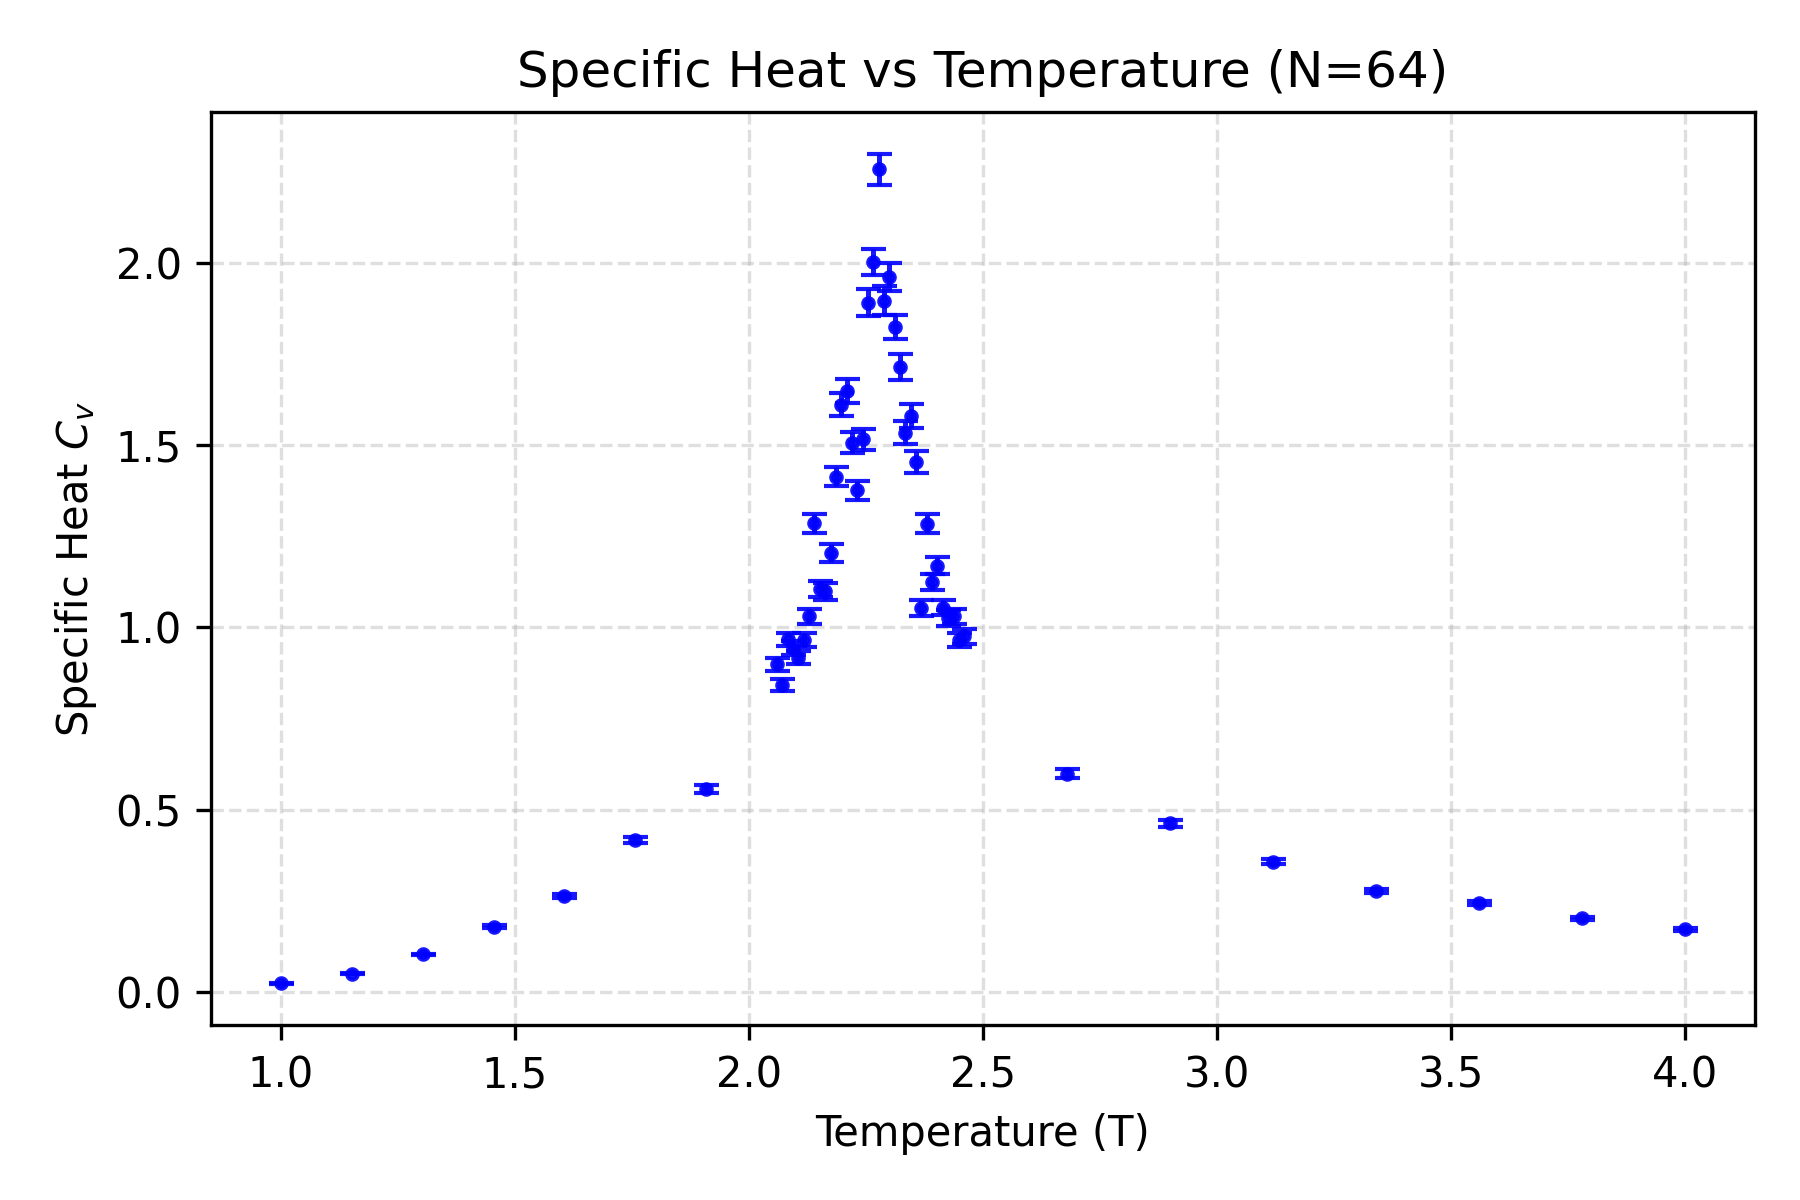 Specific Heat vs Temperature (N=64)
Specific Heat Cᵥ
2.0
1.5
1.0
0.5
0.0
1.0 1.5 2.0 2.5 3.0 3.5 4.0
Temperature (T)